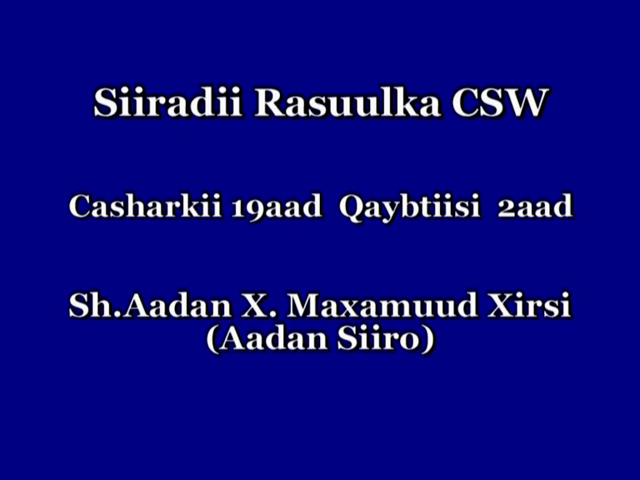 Siiradii Rasuulka CSW
Casharkii 19aad Qaybtiisi 2aad
Sh.Aadan X. Maxamuud Xirsi
(Aadan Siiro)